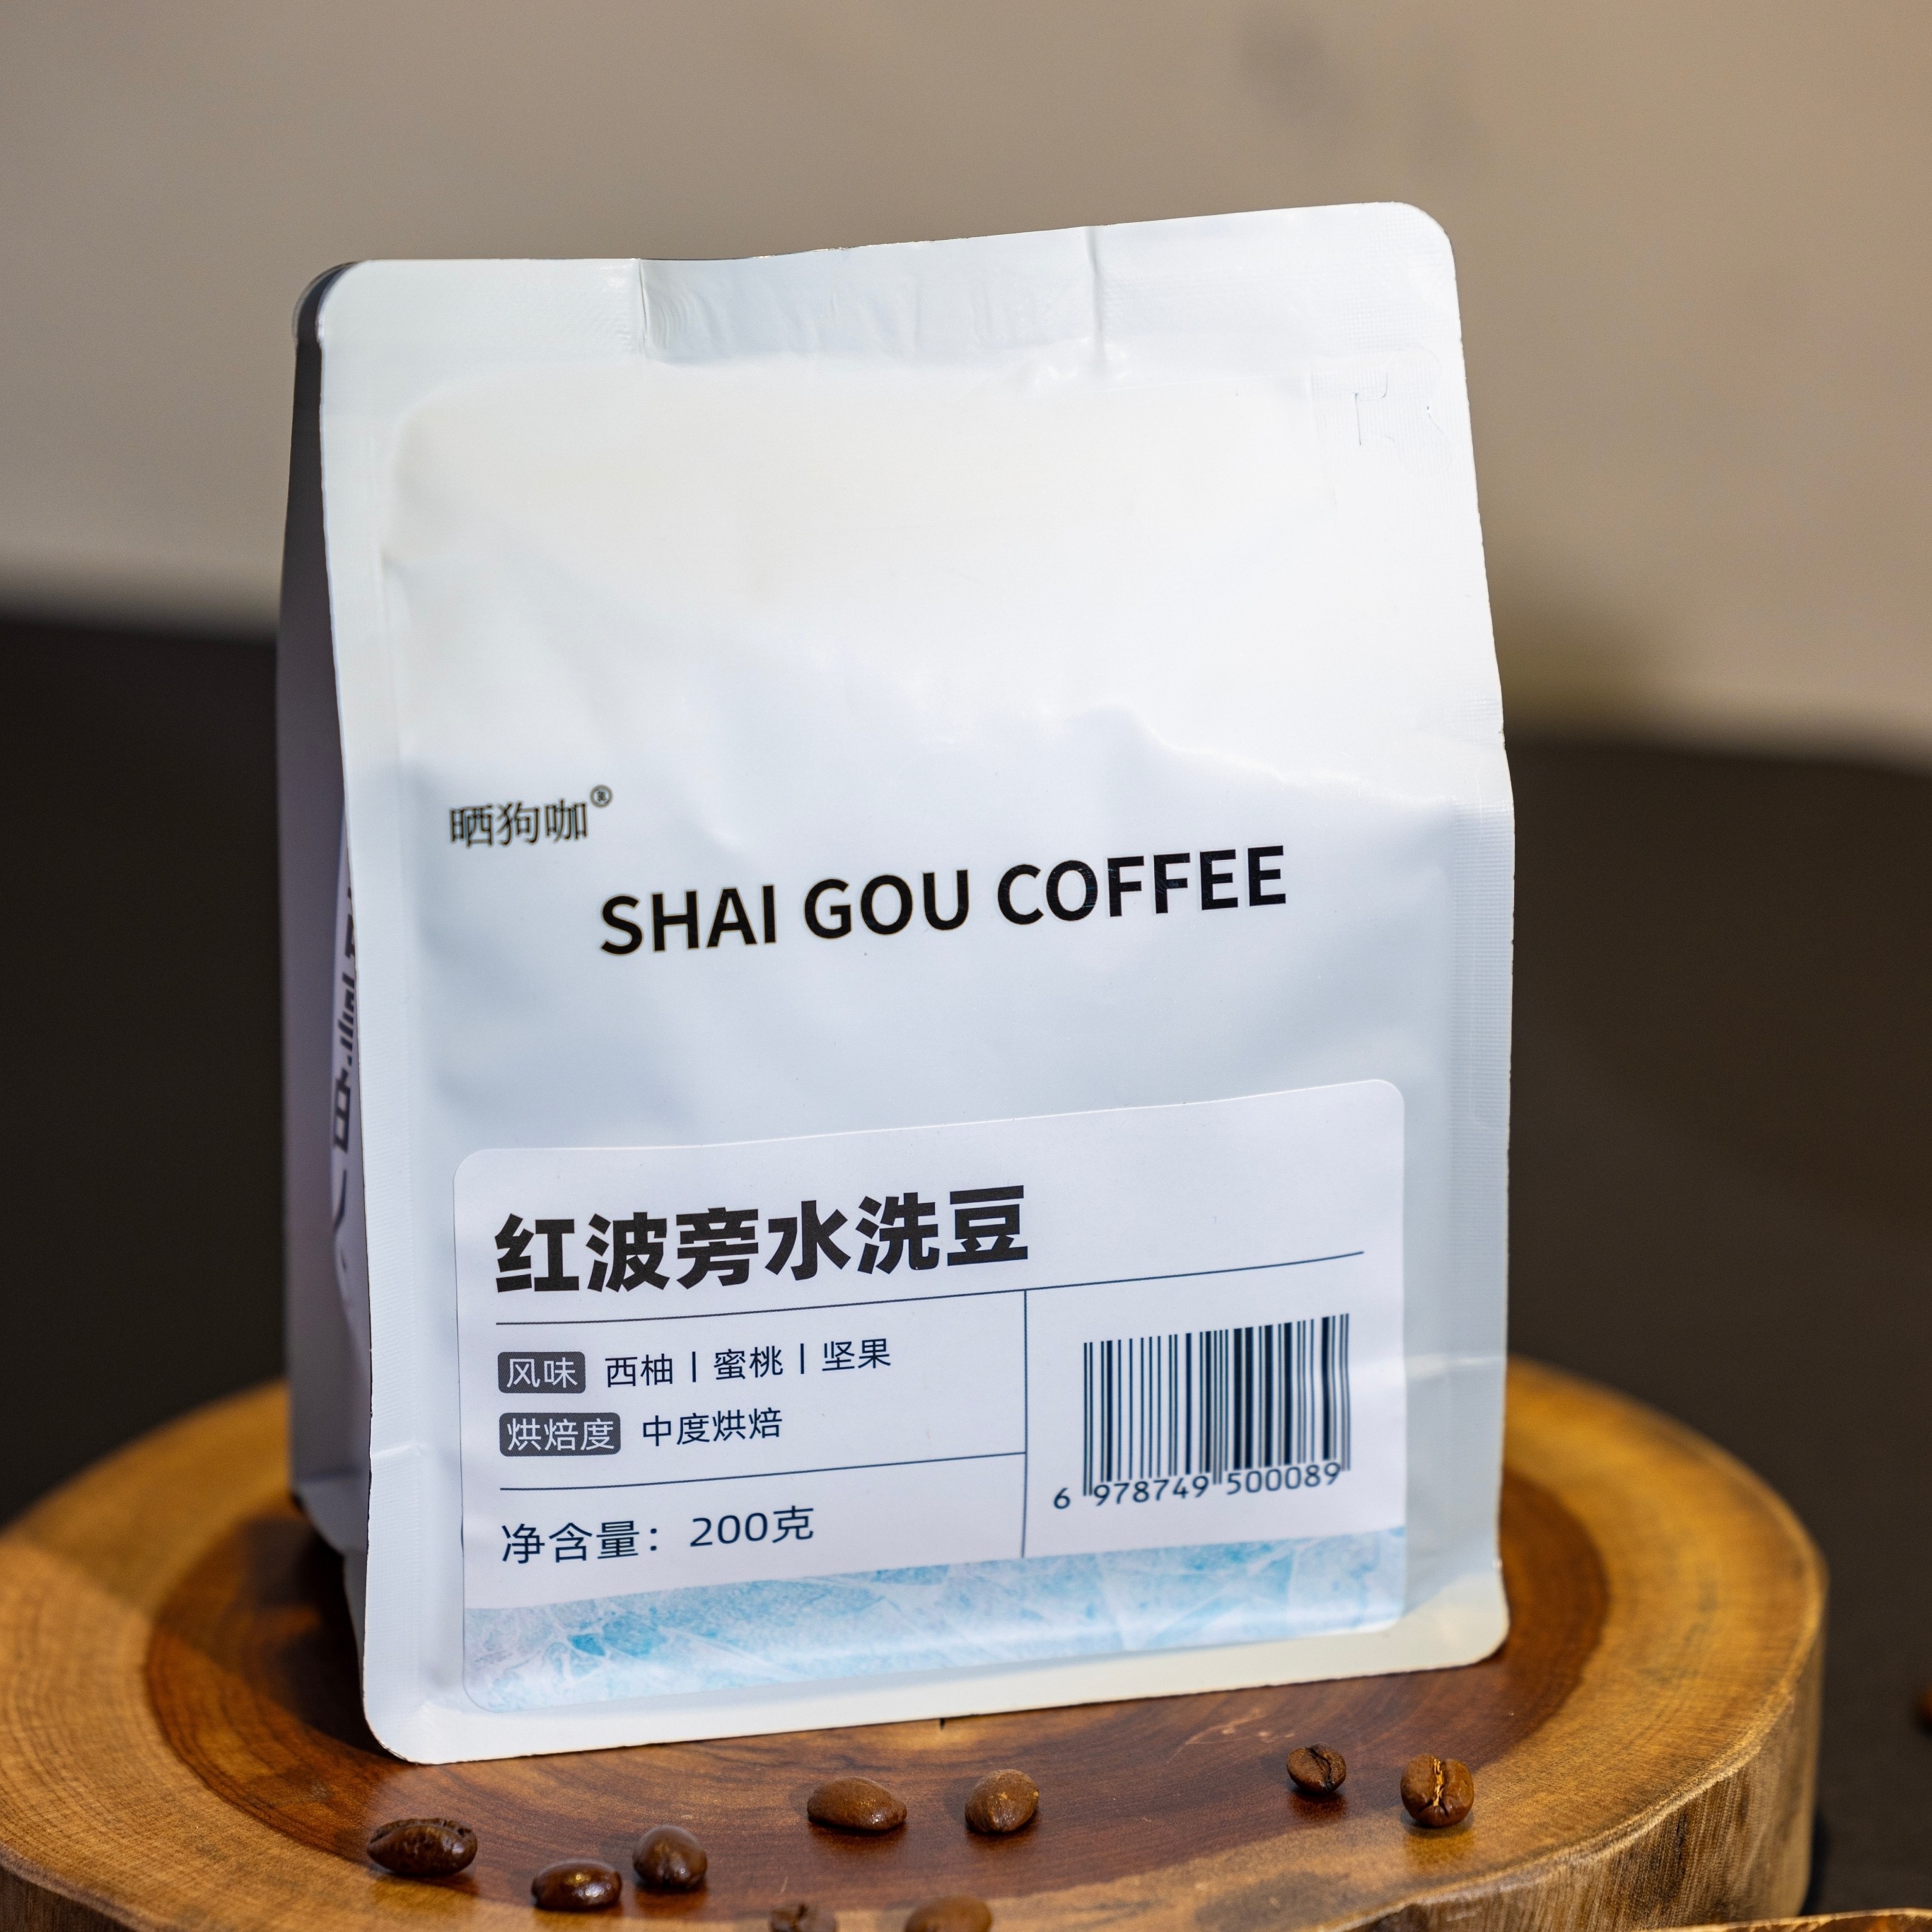 晒狗咖®
SHAI GOU COFFEE
红波旁水洗豆
风味 西柚 | 蜜桃 | 坚果
烘焙度 中度烘焙
净含量：200克
6 978749 500089